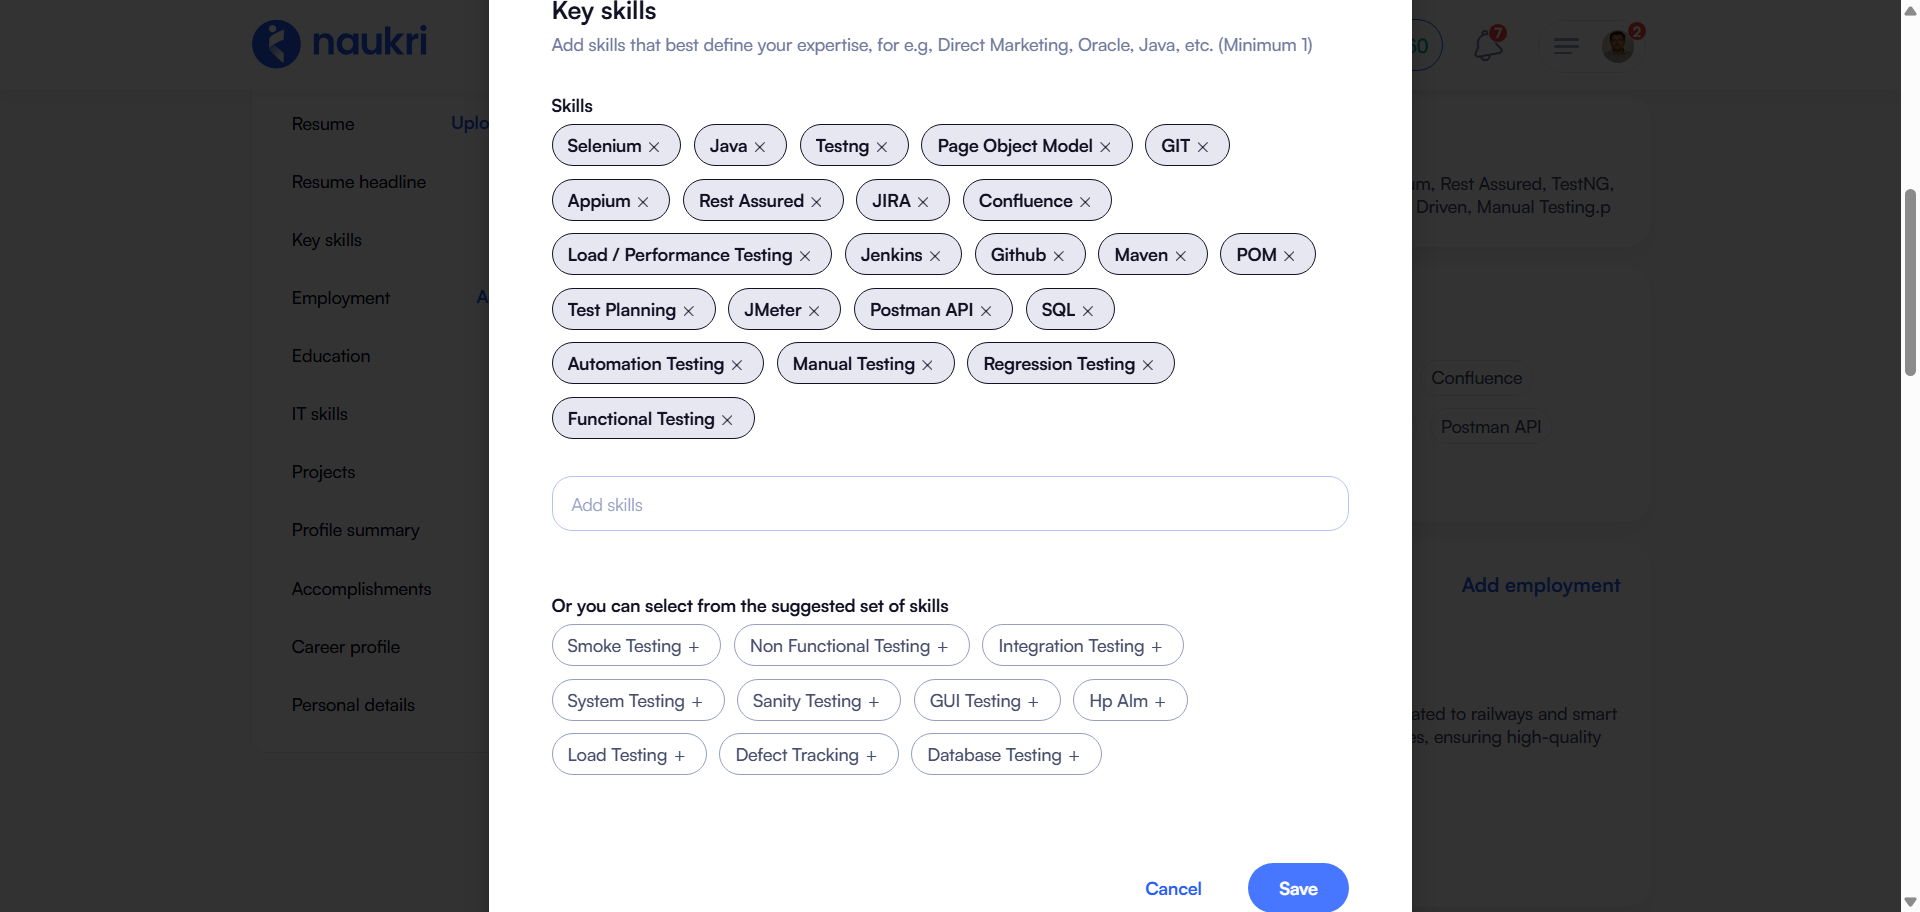 Key skills
Add skills that best define your expertise, for e.g, Direct Marketing, Oracle, Java, etc. (Minimum 1)
naukri
60
7
2
Resume
Uplo
Resume headline
Key skills
Employment
A
Education
IT skills
Projects
Profile summary
Accomplishments
Career profile
Personal details
Skills
Selenium Java Testng Page Object Model GIT
Appium Rest Assured JIRA Confluence
Load / Performance Testing Jenkins Github Maven POM
Test Planning JMeter Postman API SQL
Automation Testing Manual Testing Regression Testing
Functional Testing
Add skills
Or you can select from the suggested set of skills
Smoke Testing + Non Functional Testing + Integration Testing +
System Testing + Sanity Testing + GUI Testing + Hp Alm +
Load Testing + Defect Tracking + Database Testing +
Cancel Save
um, Rest Assured, TestNG,
Driven, Manual Testing.p
Confluence
Postman API
Add employment
ated to railways and smart
es, ensuring high-quality